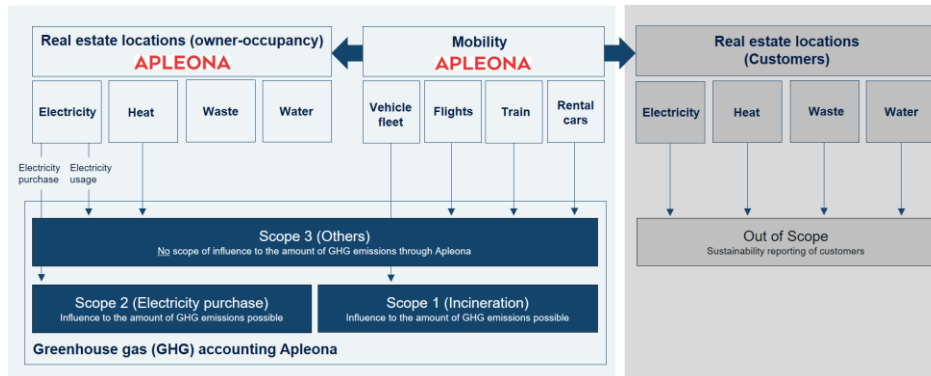 Real estate locations (owner-occupancy)
APLEONA
Mobility
APLEONA
Real estate locations
(Customers)
Electricity
Heat
Waste
Water
Vehicle
fleet
Flights
Train
Rental
cars
Electricity
Heat
Waste
Water
Electricity
purchase
Electricity
usage
Scope 3 (Others)
No scope of influence to the amount of GHG emissions through Apleona
Out of Scope
Sustainability reporting of customers
Scope 2 (Electricity purchase)
Influence to the amount of GHG emissions possible
Scope 1 (Incineration)
Influence to the amount of GHG emissions possible
Greenhouse gas (GHG) accounting Apleona